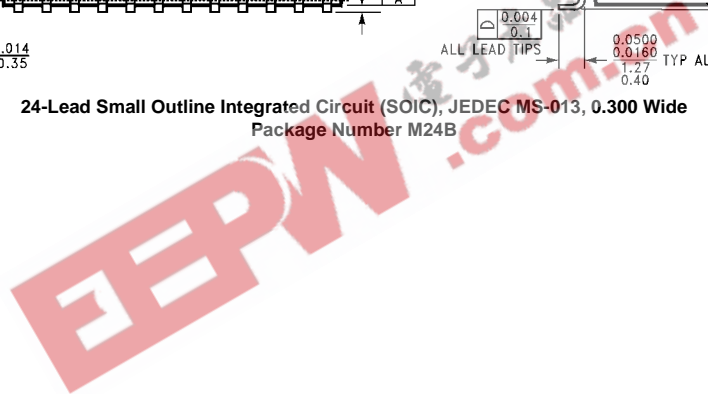 A
0.004
0.1
ALL LEAD TIPS
.014
0.35
0.0500
0.0160
1.27
0.40
TYP AL
24-Lead Small Outline Integrated Circuit (SOIC), JEDEC MS-013, 0.300 Wide
Package Number M24B
EEPW
.com.cn